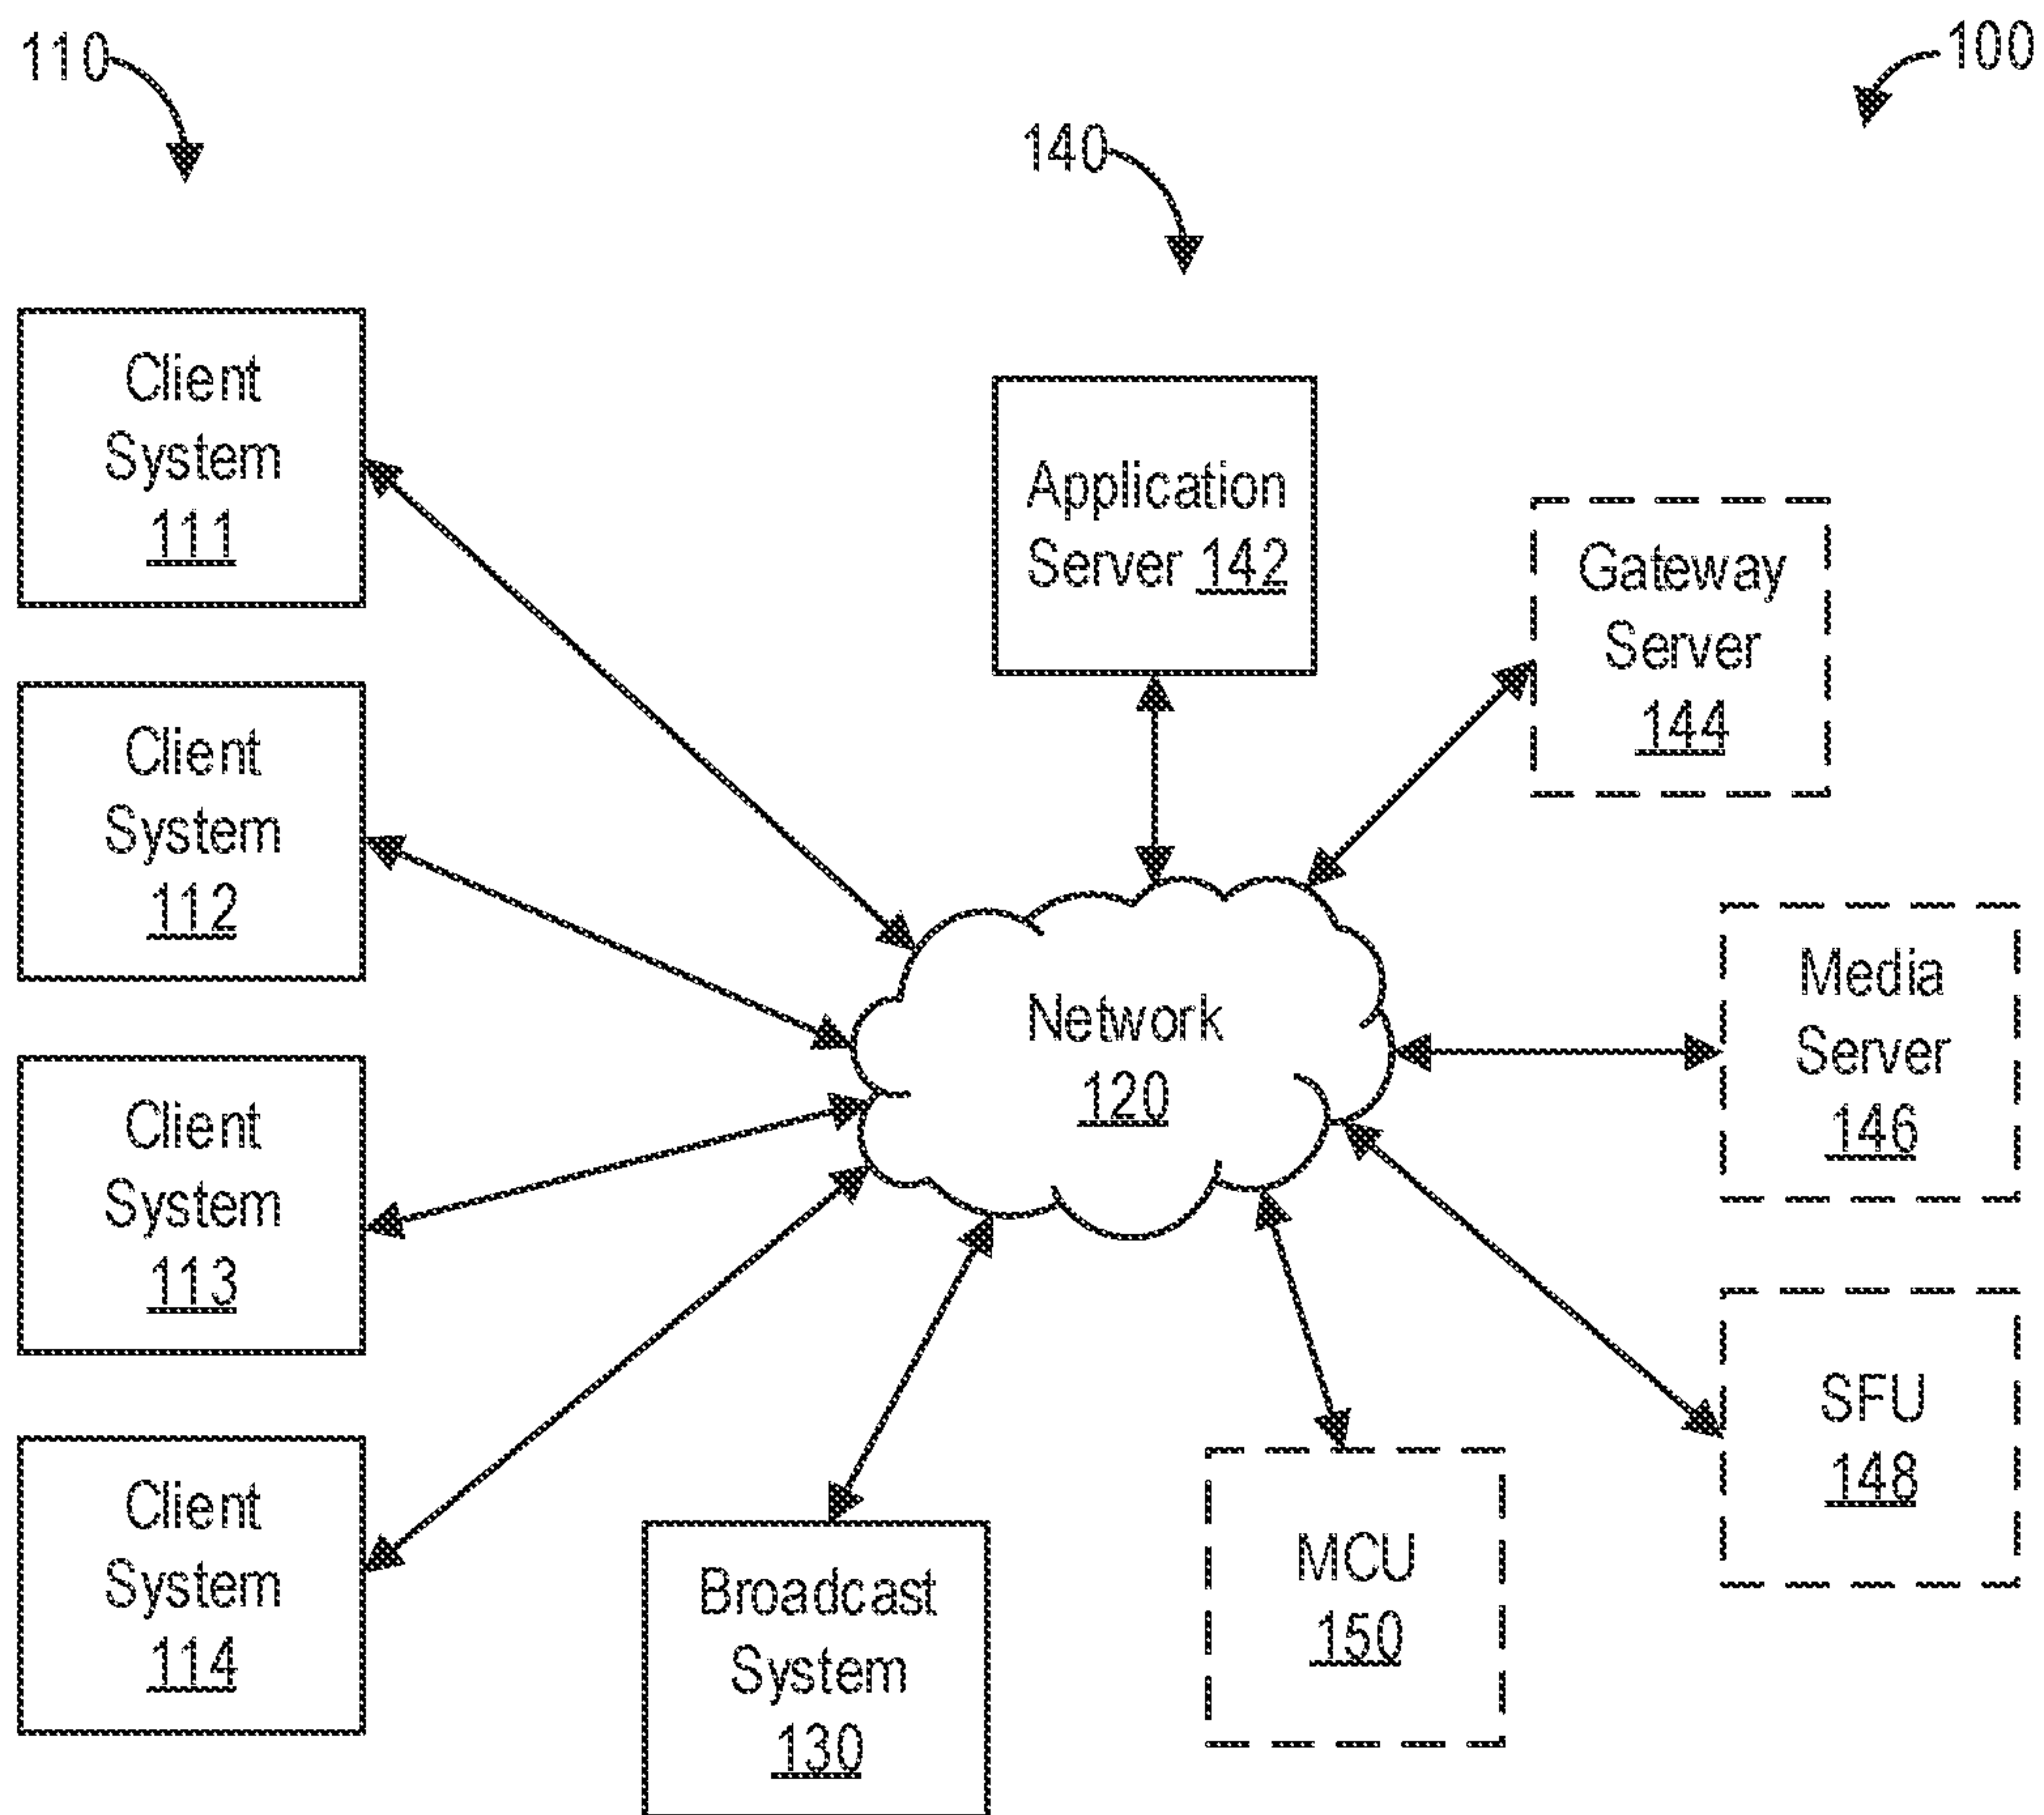 110
100
140
Client
System
111
Application
Server 142
Gateway
Server
144
Client
System
112
Media
Server
146
Network
120
Client
System
113
SFU
148
Client
System
114
MCU
150
Broadcast
System
130